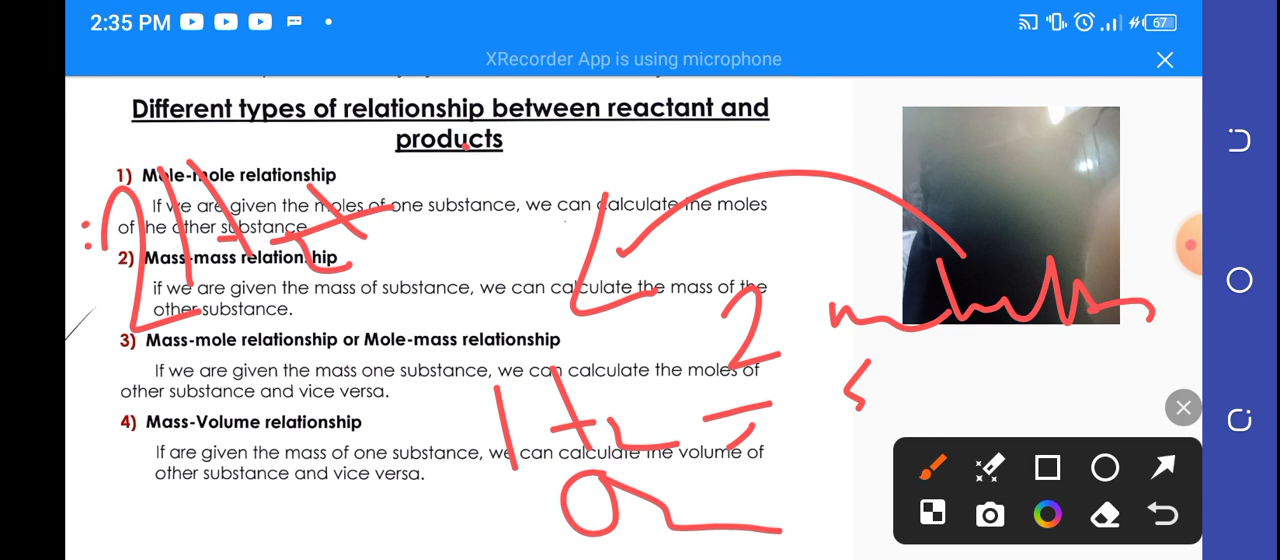 2:35 PM
67
XRecorder App is using microphone
Different types of relationship between reactant and
products
1) Mole-mole relationship
If we are given the moles of one substance, we can calculate the moles
of the other substance
2) Mass-mass relationship
if we are given the mass of substance, we can calculate the mass of the
other substance.
3) Mass-mole relationship or Mole-mass relationship
If we are given the mass one substance, we can calculate the moles of
other substance and vice versa.
4) Mass-Volume relationship
If are given the mass of one substance, we can calculate the volume of
other substance and vice versa.